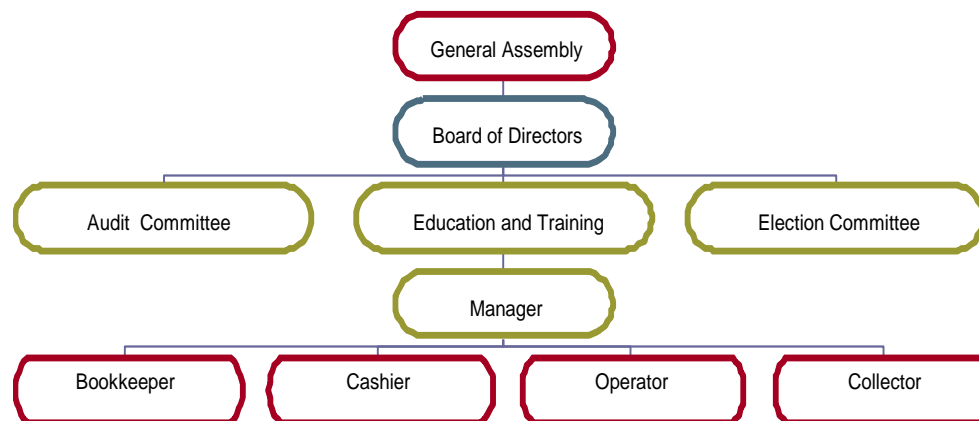 General Assembly
Board of Directors
Audit Committee
Education and Training
Election Committee
Manager
Bookkeeper
Cashier
Operator
Collector